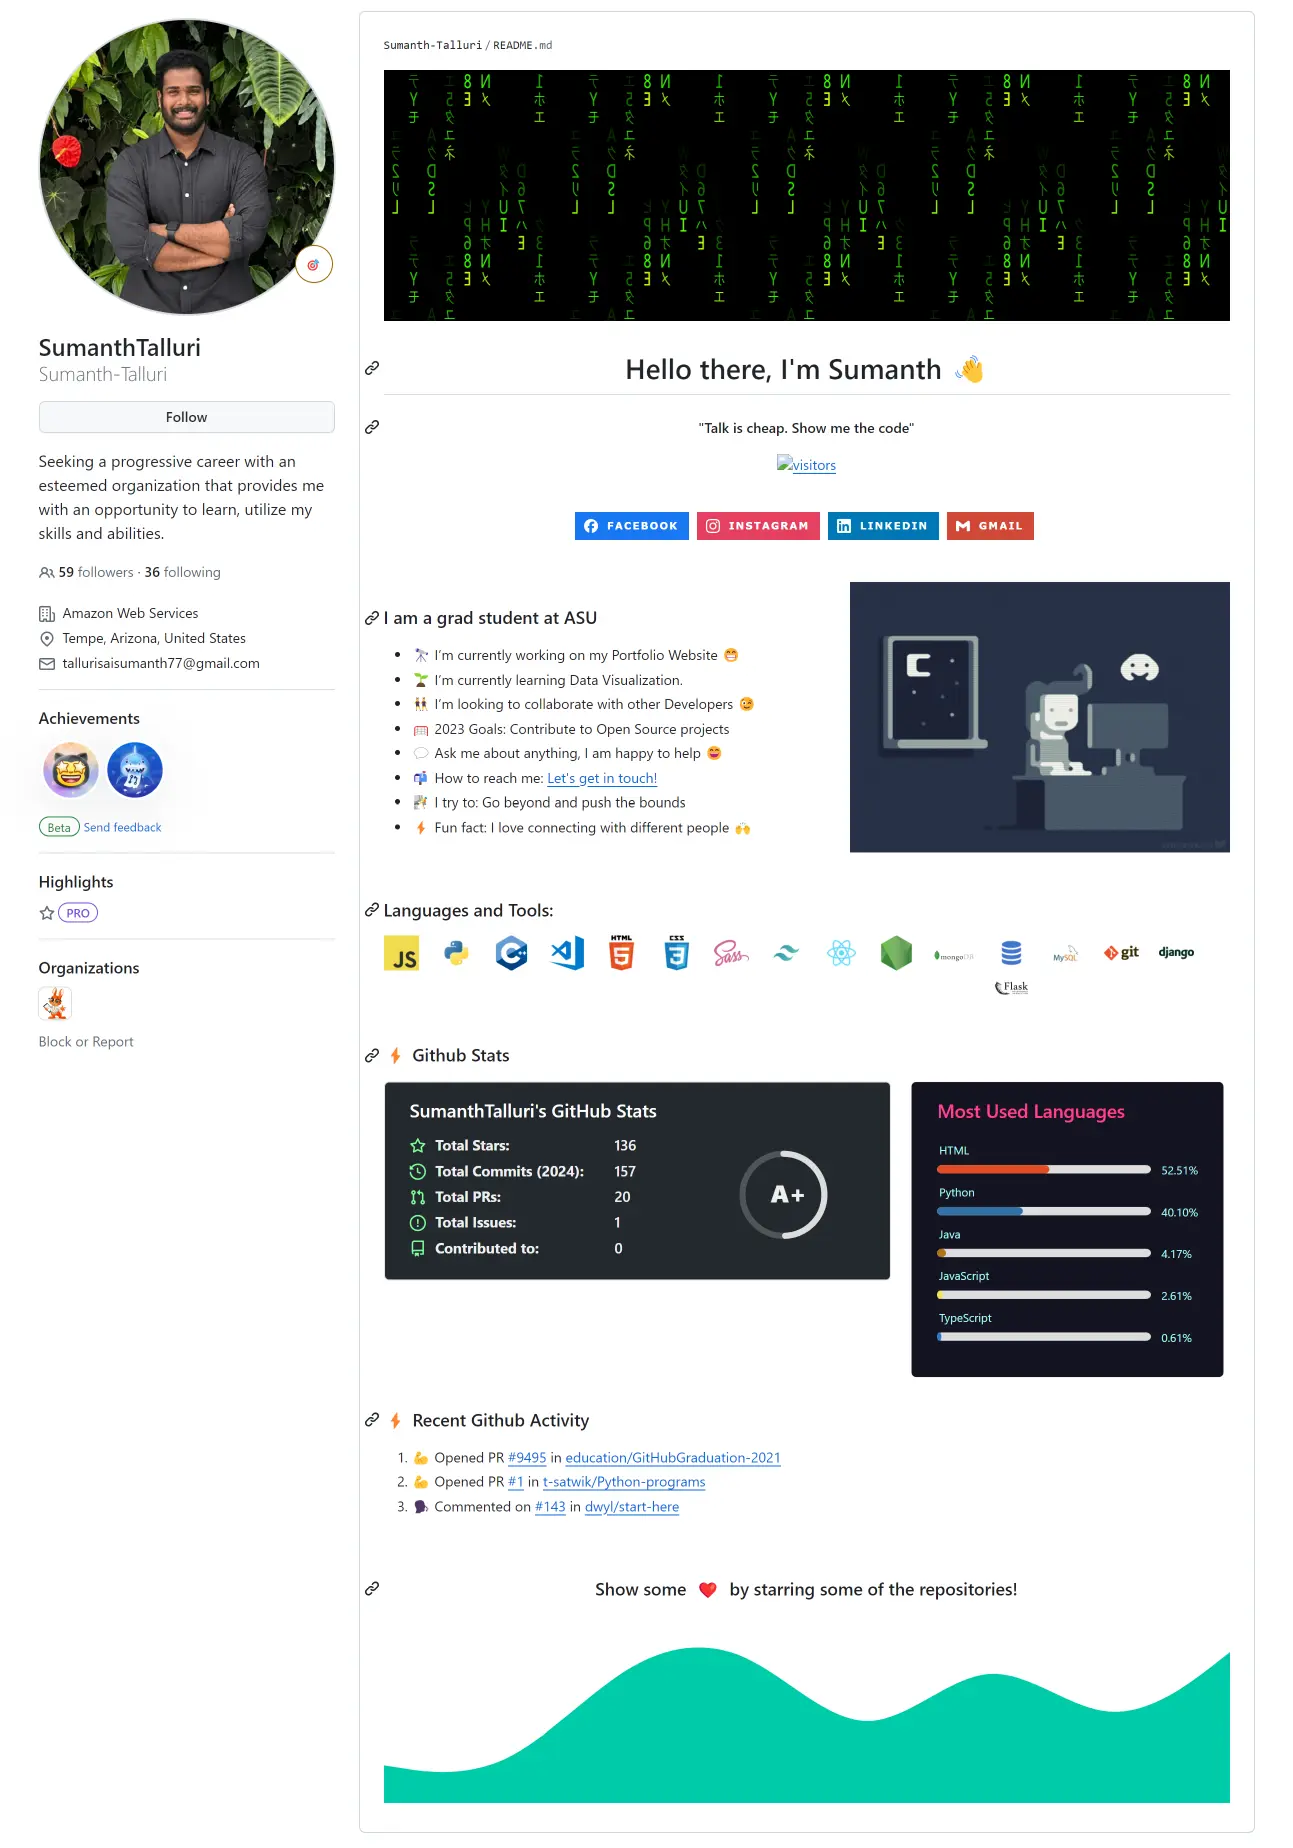 SumanthTalluri
Sumanth-Talluri
Follow
Seeking a progressive career with an
esteemed organization that provides me
with an opportunity to learn, utilize my
skills and abilities.
59 followers · 36 following
Amazon Web Services
Tempe, Arizona, United States
tallurisaisumanth77@gmail.com
Achievements
Beta Send feedback
Highlights
PRO
Organizations
Block or Report
Sumanth-Talluri / README.md
Hello there, I'm Sumanth 👋
"Talk is cheap. Show me the code"
visitors
FACEBOOK INSTAGRAM LINKEDIN GMAIL
I am a grad student at ASU
• 🔭 I’m currently working on my Portfolio Website 😁
• 🌱 I’m currently learning Data Visualization.
• 👯 I’m looking to collaborate with other Developers 😉
• 🥅 2023 Goals: Contribute to Open Source projects
• 💬 Ask me about anything, I am happy to help 😄
• 📬 How to reach me: Let's get in touch!
• 🧗 I try to: Go beyond and push the bounds
• ⚡ Fun fact: I love connecting with different people 🙌
Languages and Tools:
JS HTML 5 CSS 3 Sass mongoDB MySQL git django
Flask
⚡ Github Stats
SumanthTalluri's GitHub Stats
Total Stars: 136
Total Commits (2024): 157
Total PRs: 20
Total Issues: 1
Contributed to: 0
A+
Most Used Languages
HTML
52.51%
Python
40.10%
Java
4.17%
JavaScript
2.61%
TypeScript
0.61%
⚡ Recent Github Activity
1. 💪 Opened PR #9495 in education/GitHubGraduation-2021
2. 💪 Opened PR #1 in t-satwik/Python-programs
3. 🗣 Commented on #143 in dwyl/start-here
Show some ❤️ by starring some of the repositories!